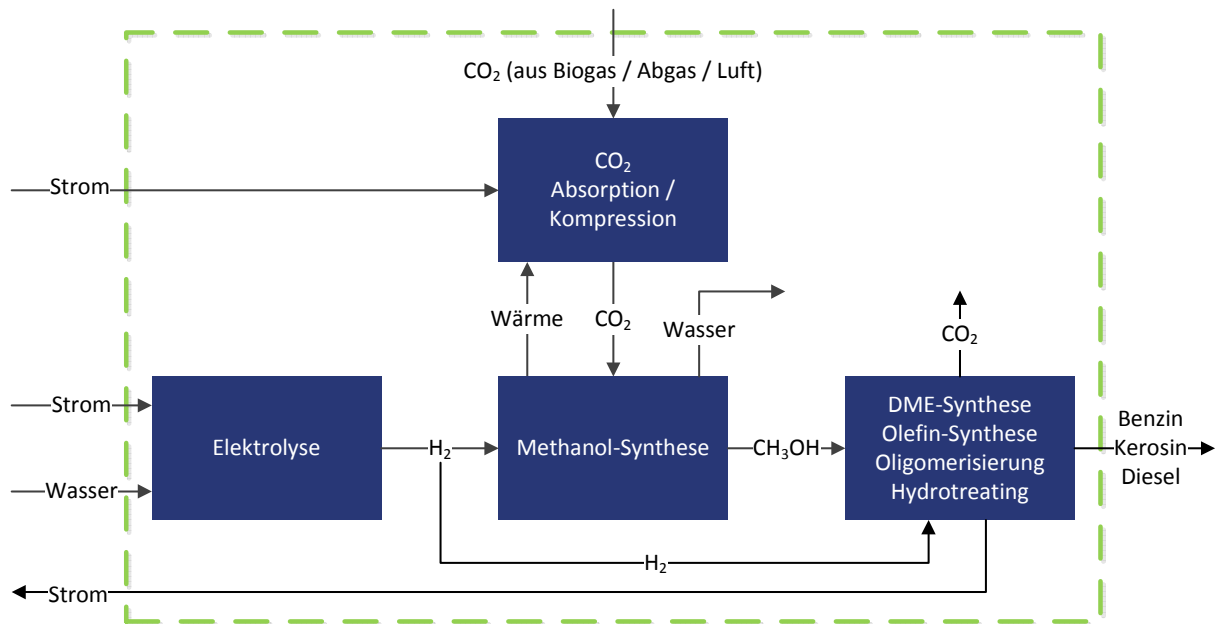 CO₂ (aus Biogas / Abgas / Luft)
CO₂
Absorption /
Kompression
Strom
Wärme
CO₂
Wasser
CO₂
Strom
Wasser
Elektrolyse
H₂
Methanol-Synthese
CH₃OH
DME-Synthese
Olefin-Synthese
Oligomerisierung
Hydrotreating
Benzin
Kerosin
Diesel
H₂
Strom